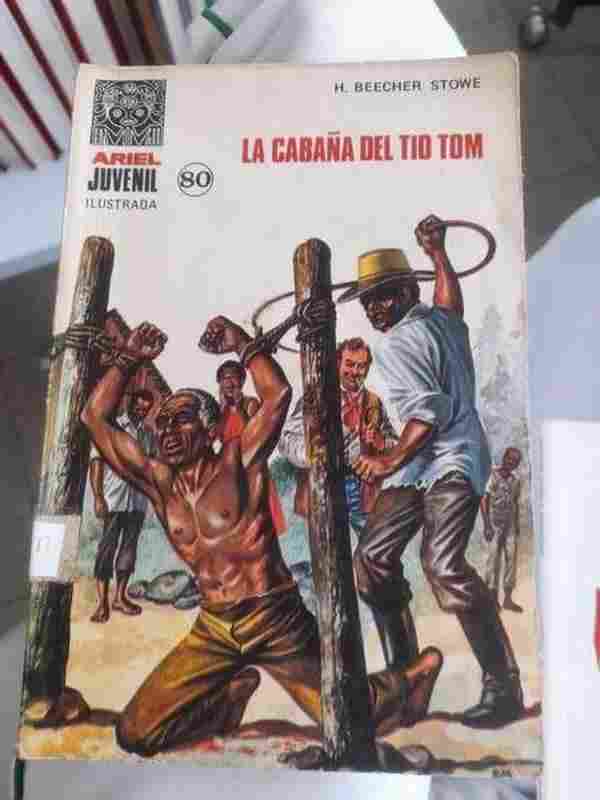 H. BEECHER STOWE
ARIEL
JUVENIL
ILUSTRADA
80
LA CABAÑA DEL TIO TOM